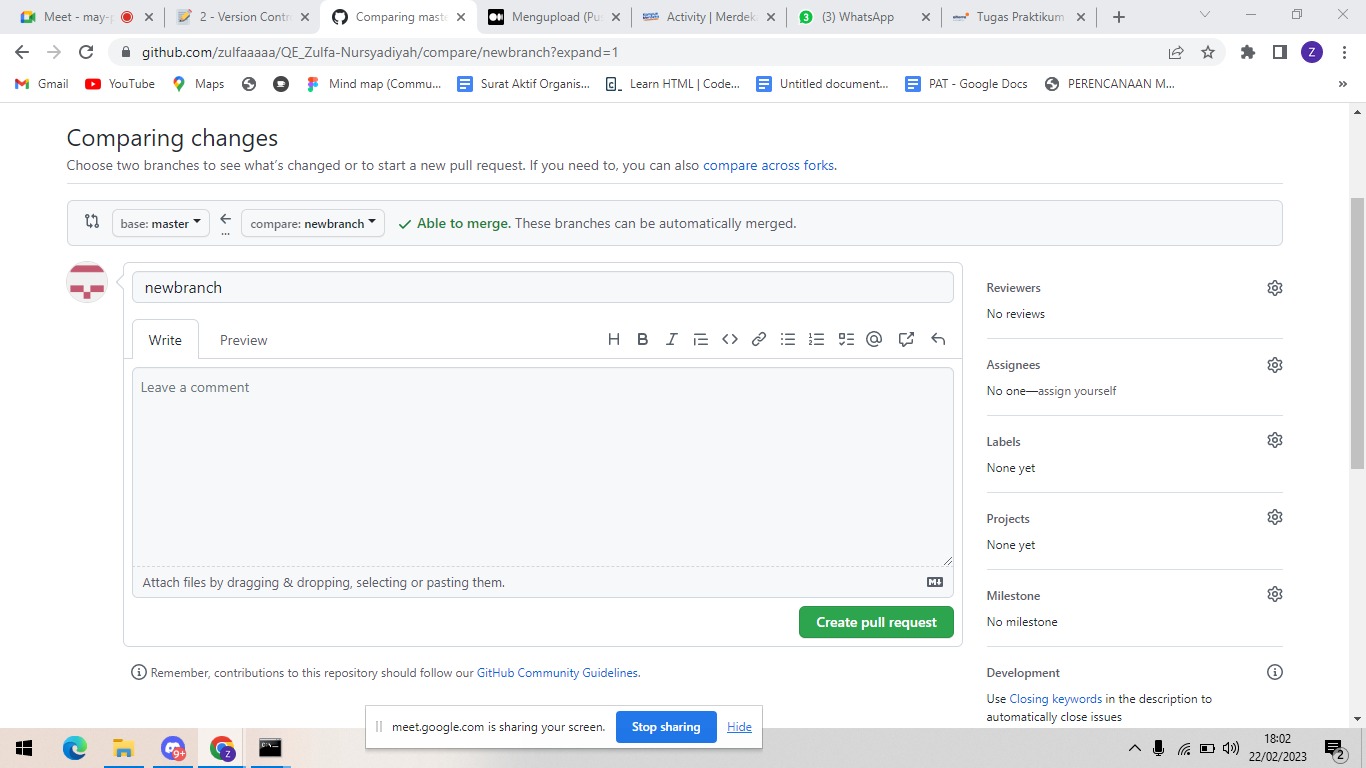 Meet - may-p
2 - Version Contr
Comparing mast
Mengupload (Pu
Activity | Merdek
(3) WhatsApp
Tugas Praktikum
github.com/zulfaaaaa/QE_Zulfa-Nursyadiyah/compare/newbranch?expand=1
Z
Gmail
YouTube
Maps
Mind map (Commu...
Surat Aktif Organis...
Learn HTML | Code...
Untitled document...
PAT - Google Docs
PERENCANAAN M...
»
Comparing changes
Choose two branches to see what's changed or to start a new pull request. If you need to, you can also compare across forks.
base: master
...
compare: newbranch
Able to merge. These branches can be automatically merged.
newbranch
Write
Preview
H B I
Leave a comment
Attach files by dragging & dropping, selecting or pasting them.
Create pull request
Remember, contributions to this repository should follow our GitHub Community Guidelines.
Reviewers
No reviews
Assignees
No one—assign yourself
Labels
None yet
Projects
None yet
Milestone
No milestone
Development
Use Closing keywords in the description to
automatically close issues
meet.google.com is sharing your screen.
Stop sharing
Hide
9+
Z
18:02
22/02/2023
2